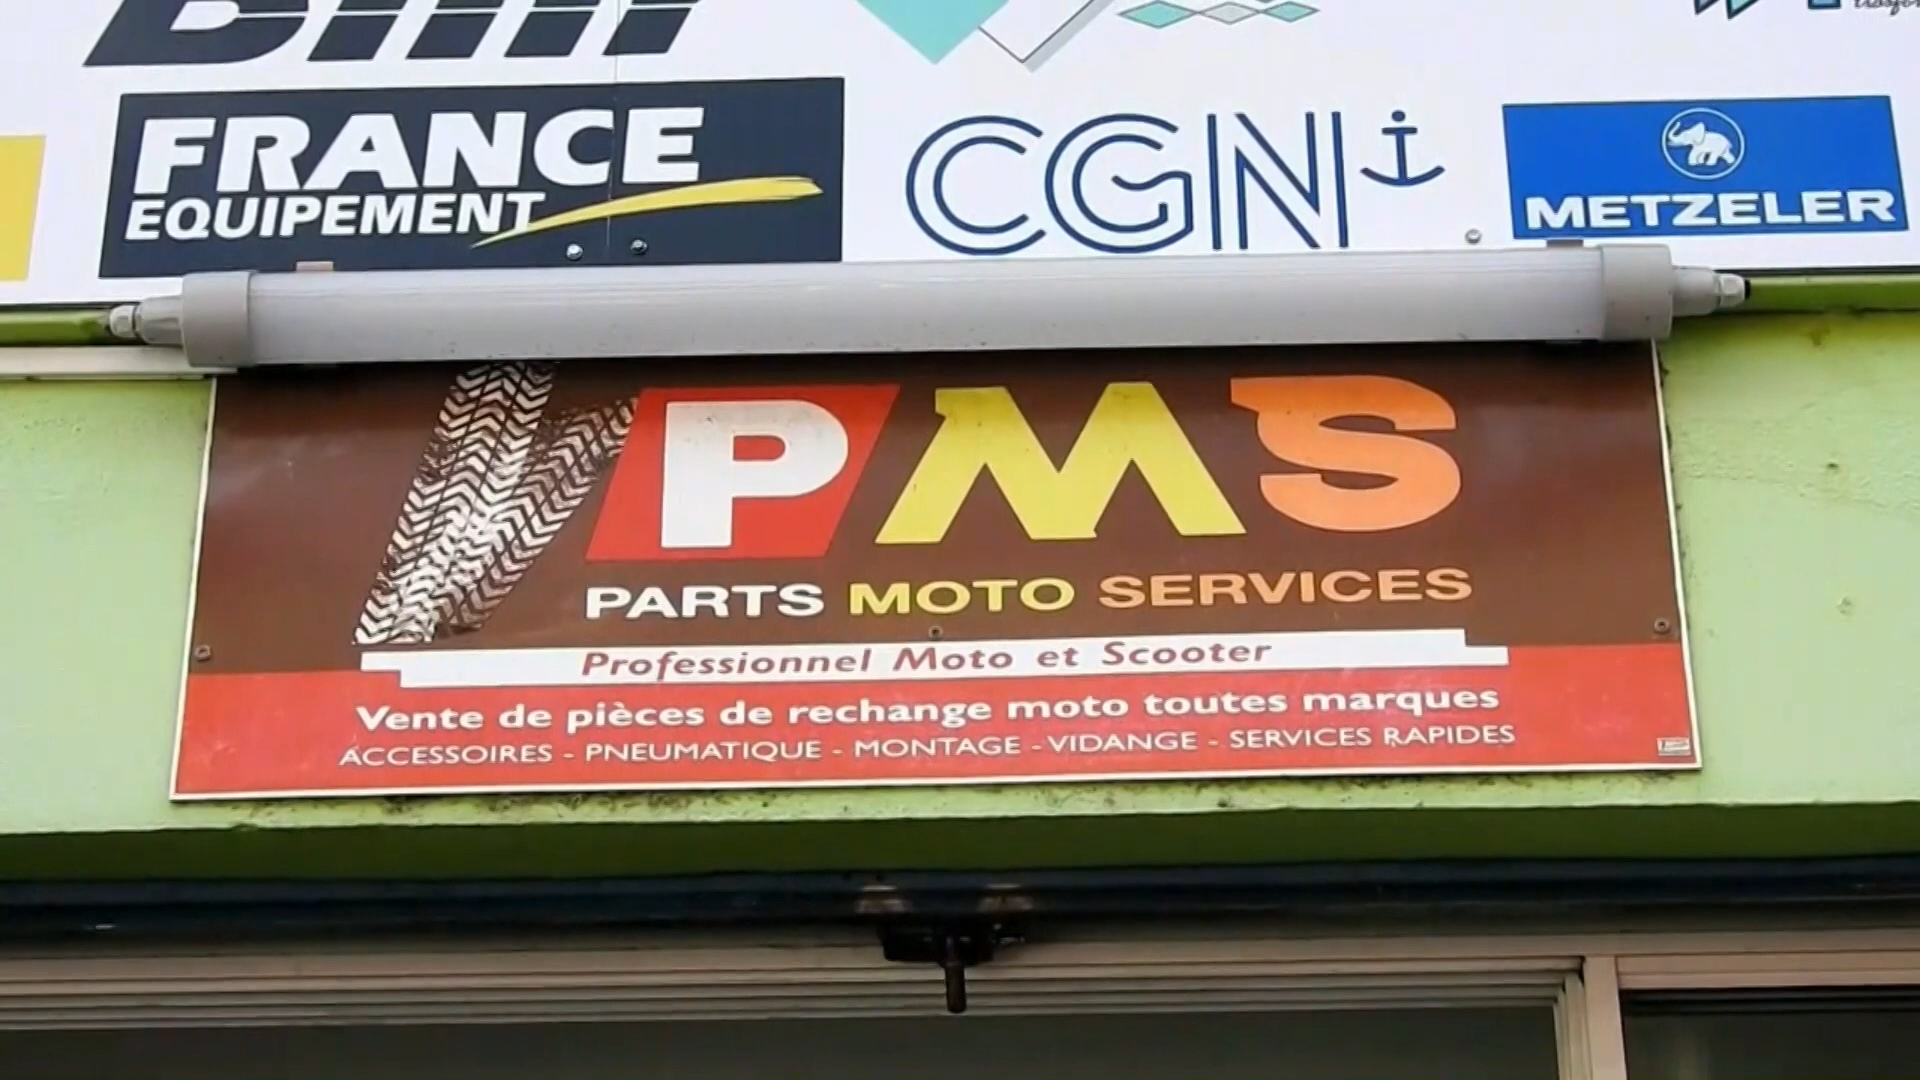 FRANCE
EQUIPEMENT
CGN
METZELER
PMS
PARTS MOTO SERVICES
Professionnel Moto et Scooter
Vente de pièces de rechange moto toutes marques
ACCESSOIRES - PNEUMATIQUE - MONTAGE - VIDANGE - SERVICES RAPIDES